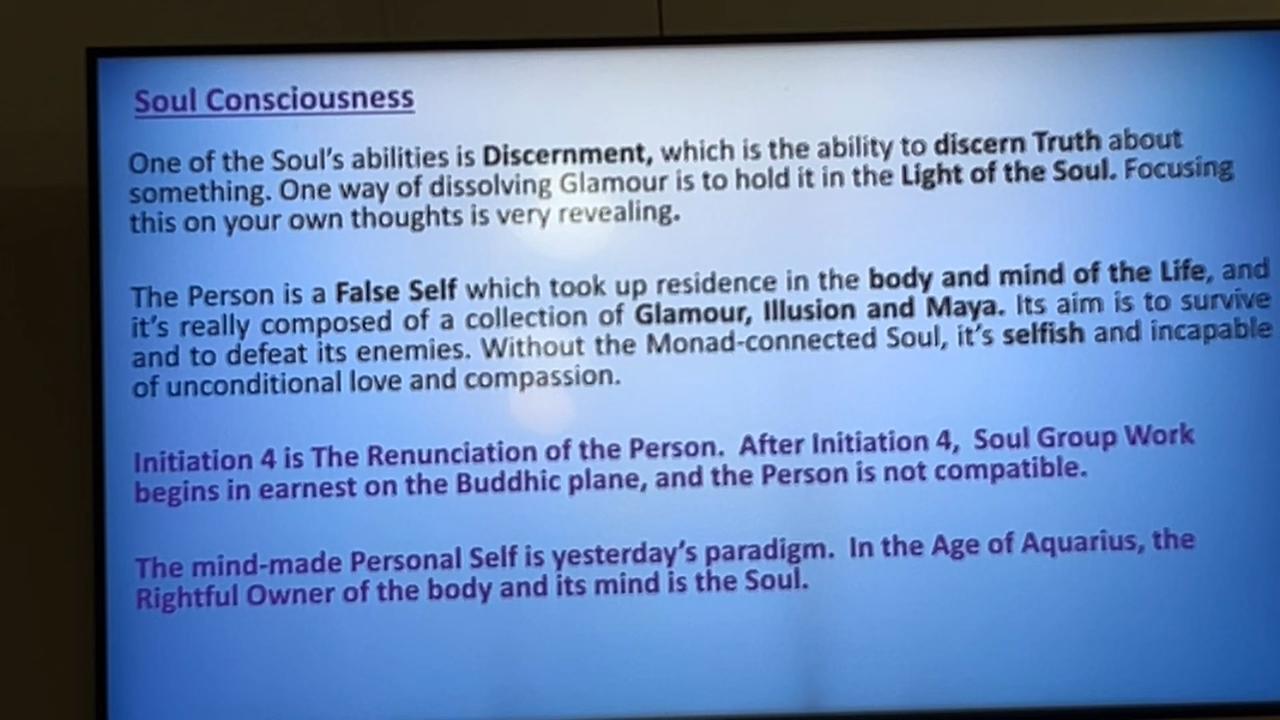 Soul Consciousness
One of the Soul's abilities is Discernment, which is the ability to discern Truth about
something. One way of dissolving Glamour is to hold it in the Light of the Soul. Focusing
this on your own thoughts is very revealing.
The Person is a False Self which took up residence in the body and mind of the Life, and
it's really composed of a collection of Glamour, Illusion and Maya. Its aim is to survive
and to defeat its enemies. Without the Monad-connected Soul, it's selfish and incapable
of unconditional love and compassion.
Initiation 4 is The Renunciation of the Person. After Initiation 4, Soul Group Work
begins in earnest on the Buddhic plane, and the Person is not compatible.
The mind-made Personal Self is yesterday's paradigm. In the Age of Aquarius, the
Rightful Owner of the body and its mind is the Soul.